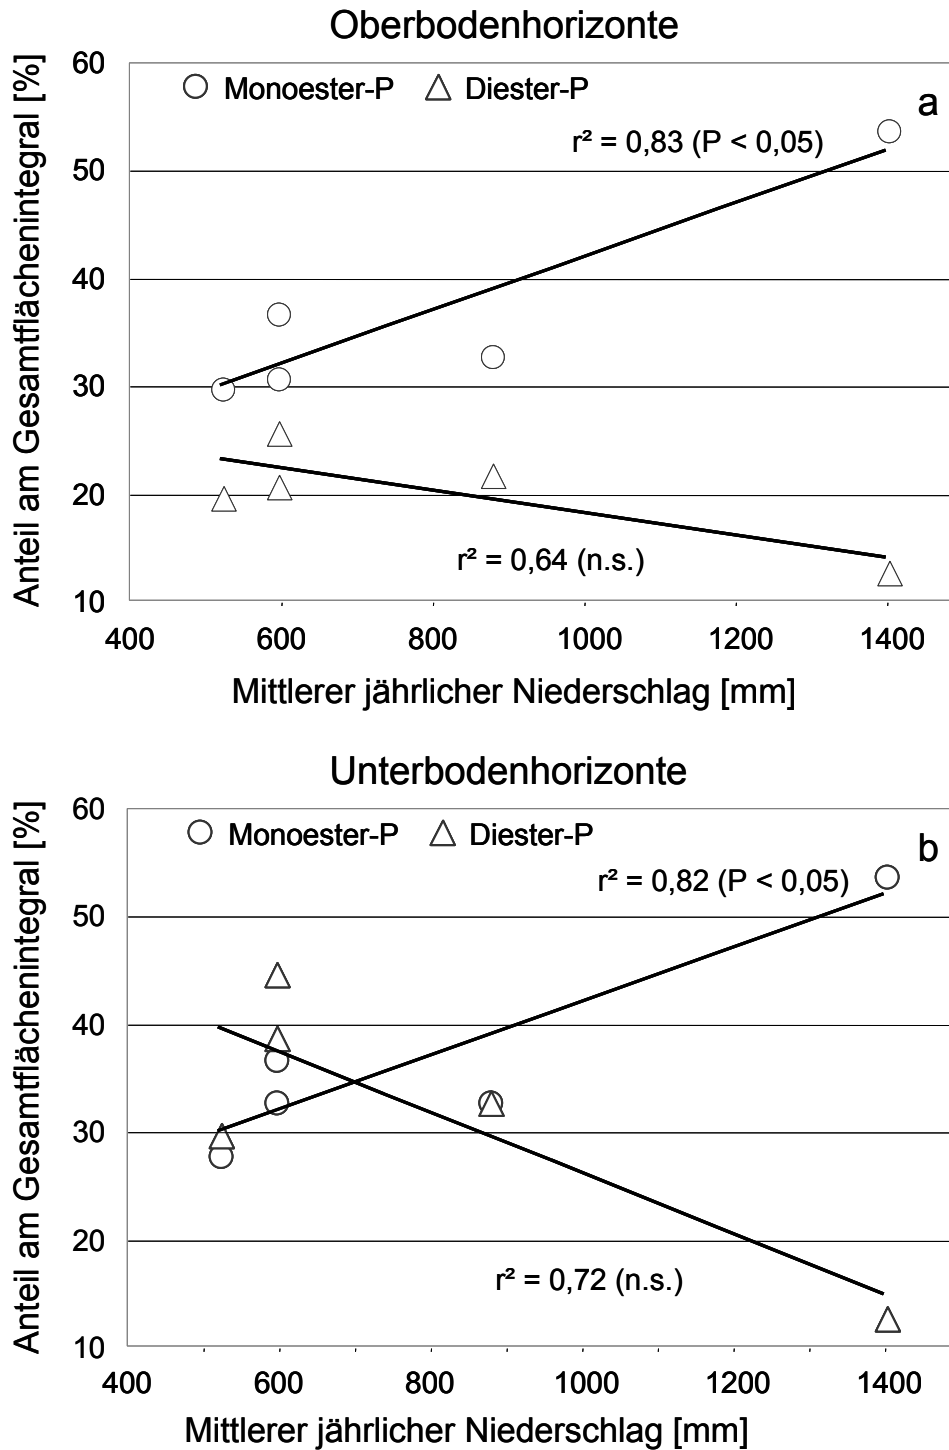 Oberbodenhorizonte
Anteil am Gesamtflächenintegral [%]
60
50
40
30
20
10
Monoester-P Diester-P
a
r² = 0,83 (P < 0,05)
r² = 0,64 (n.s.)
400 600 800 1000 1200 1400
Mittlerer jährlicher Niederschlag [mm]
Unterbodenhorizonte
Anteil am Gesamtflächenintegral [%]
60
50
40
30
20
10
Monoester-P Diester-P
b
r² = 0,82 (P < 0,05)
r² = 0,72 (n.s.)
400 600 800 1000 1200 1400
Mittlerer jährlicher Niederschlag [mm]